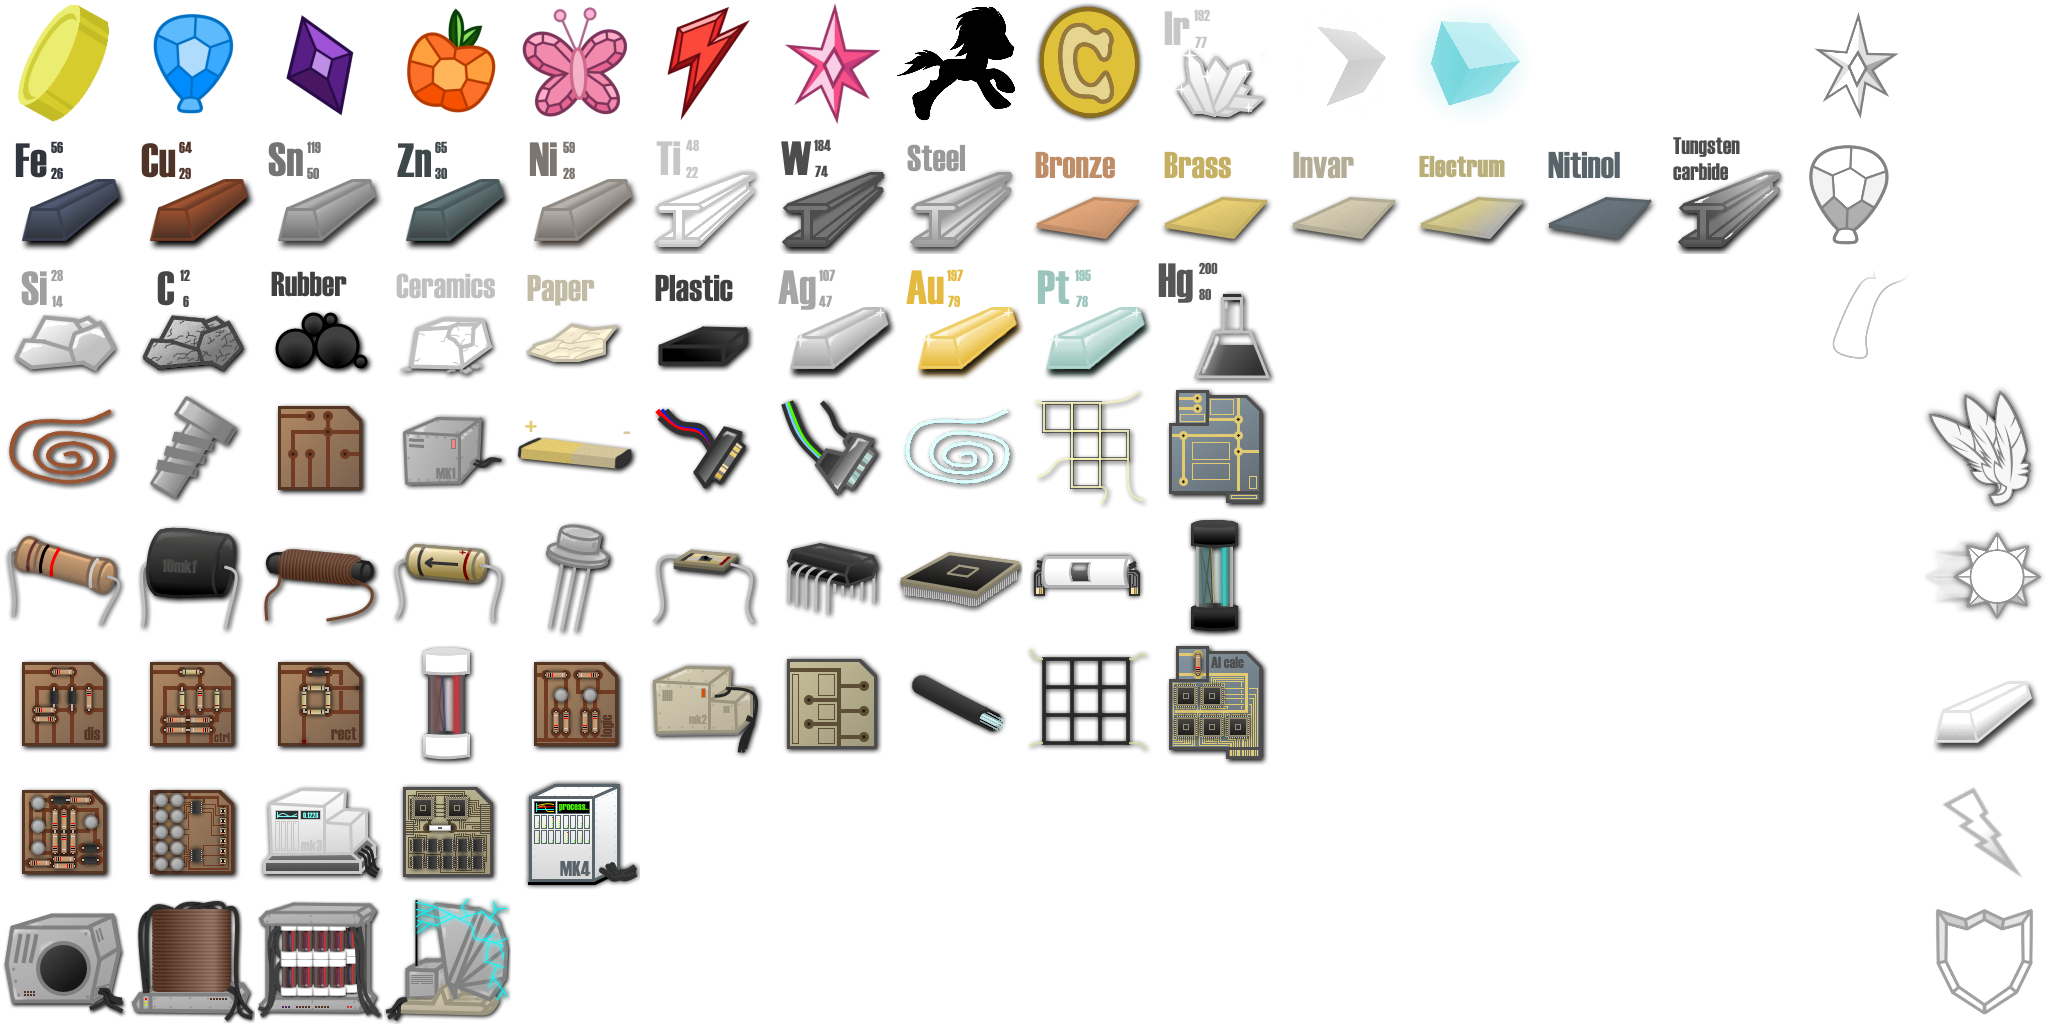 Ir 192 77
Fe 56 26
Cu 64 29
Sn 119 50
Zn 65 30
Ni 59 28
Ti 48 22
W 184 74
Steel
Bronze
Brass
Invar
Electrum
Nitinol
Tungsten
carbide
Si 28 14
C 12 6
Rubber
Ceramics
Paper
Plastic
Ag 107 47
Au 197 79
Pt 195 78
Hg 200 80
MK1
+ -
10mk1
dis
ctrl
rect
logic
mk2
AI calc
0.1228
mk3
process..
MK4